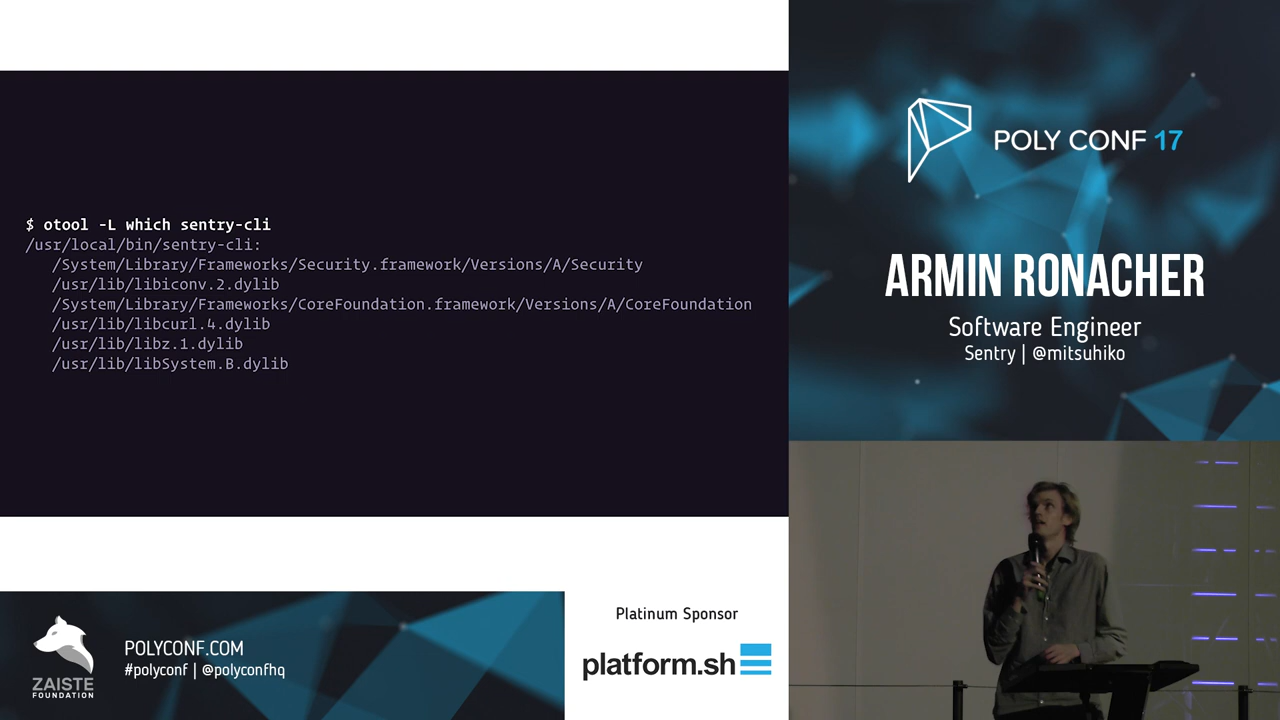 $ otool -L which sentry-cli
/usr/local/bin/sentry-cli:
/System/Library/Frameworks/Security.framework/Versions/A/Security
/usr/lib/libiconv.2.dylib
/System/Library/Frameworks/CoreFoundation.framework/Versions/A/CoreFoundation
/usr/lib/libcurl.4.dylib
/usr/lib/libz.1.dylib
/usr/lib/libSystem.B.dylib
POLY CONF 17
ARMIN RONACHER
Software Engineer
Sentry | @mitsuhiko
ZAISTE
FOUNDATION
POLYCONF.COM
#polyconf | @polyconfhq
Platinum Sponsor
platform.sh